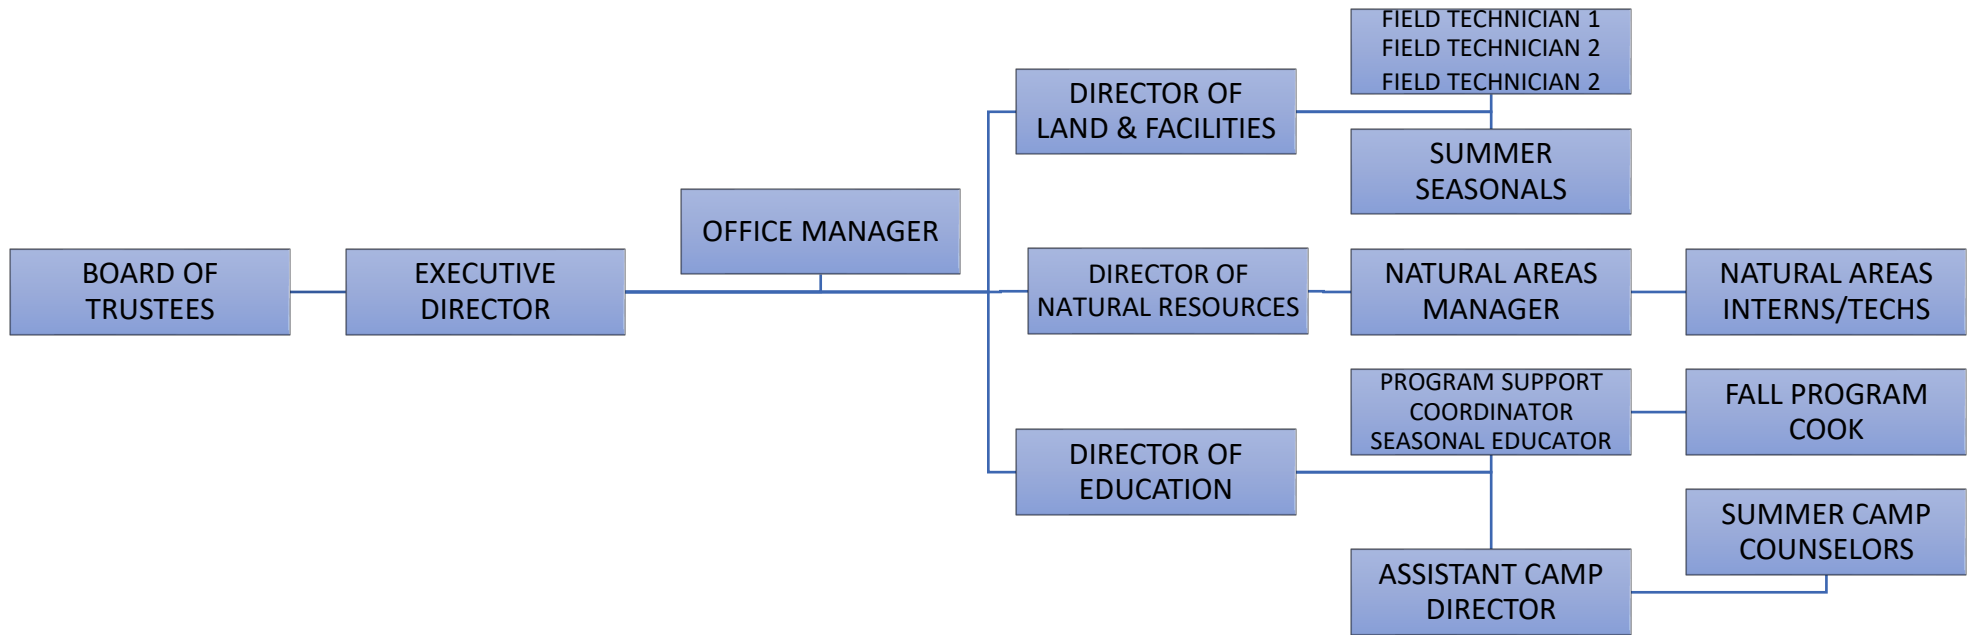 BOARD OF
TRUSTEES
EXECUTIVE
DIRECTOR
OFFICE MANAGER
DIRECTOR OF
LAND & FACILITIES
FIELD TECHNICIAN 1
FIELD TECHNICIAN 2
FIELD TECHNICIAN 2
SUMMER
SEASONALS
DIRECTOR OF
NATURAL RESOURCES
NATURAL AREAS
MANAGER
NATURAL AREAS
INTERNS/TECHS
DIRECTOR OF
EDUCATION
PROGRAM SUPPORT
COORDINATOR
SEASONAL EDUCATOR
FALL PROGRAM
COOK
ASSISTANT CAMP
DIRECTOR
SUMMER CAMP
COUNSELORS